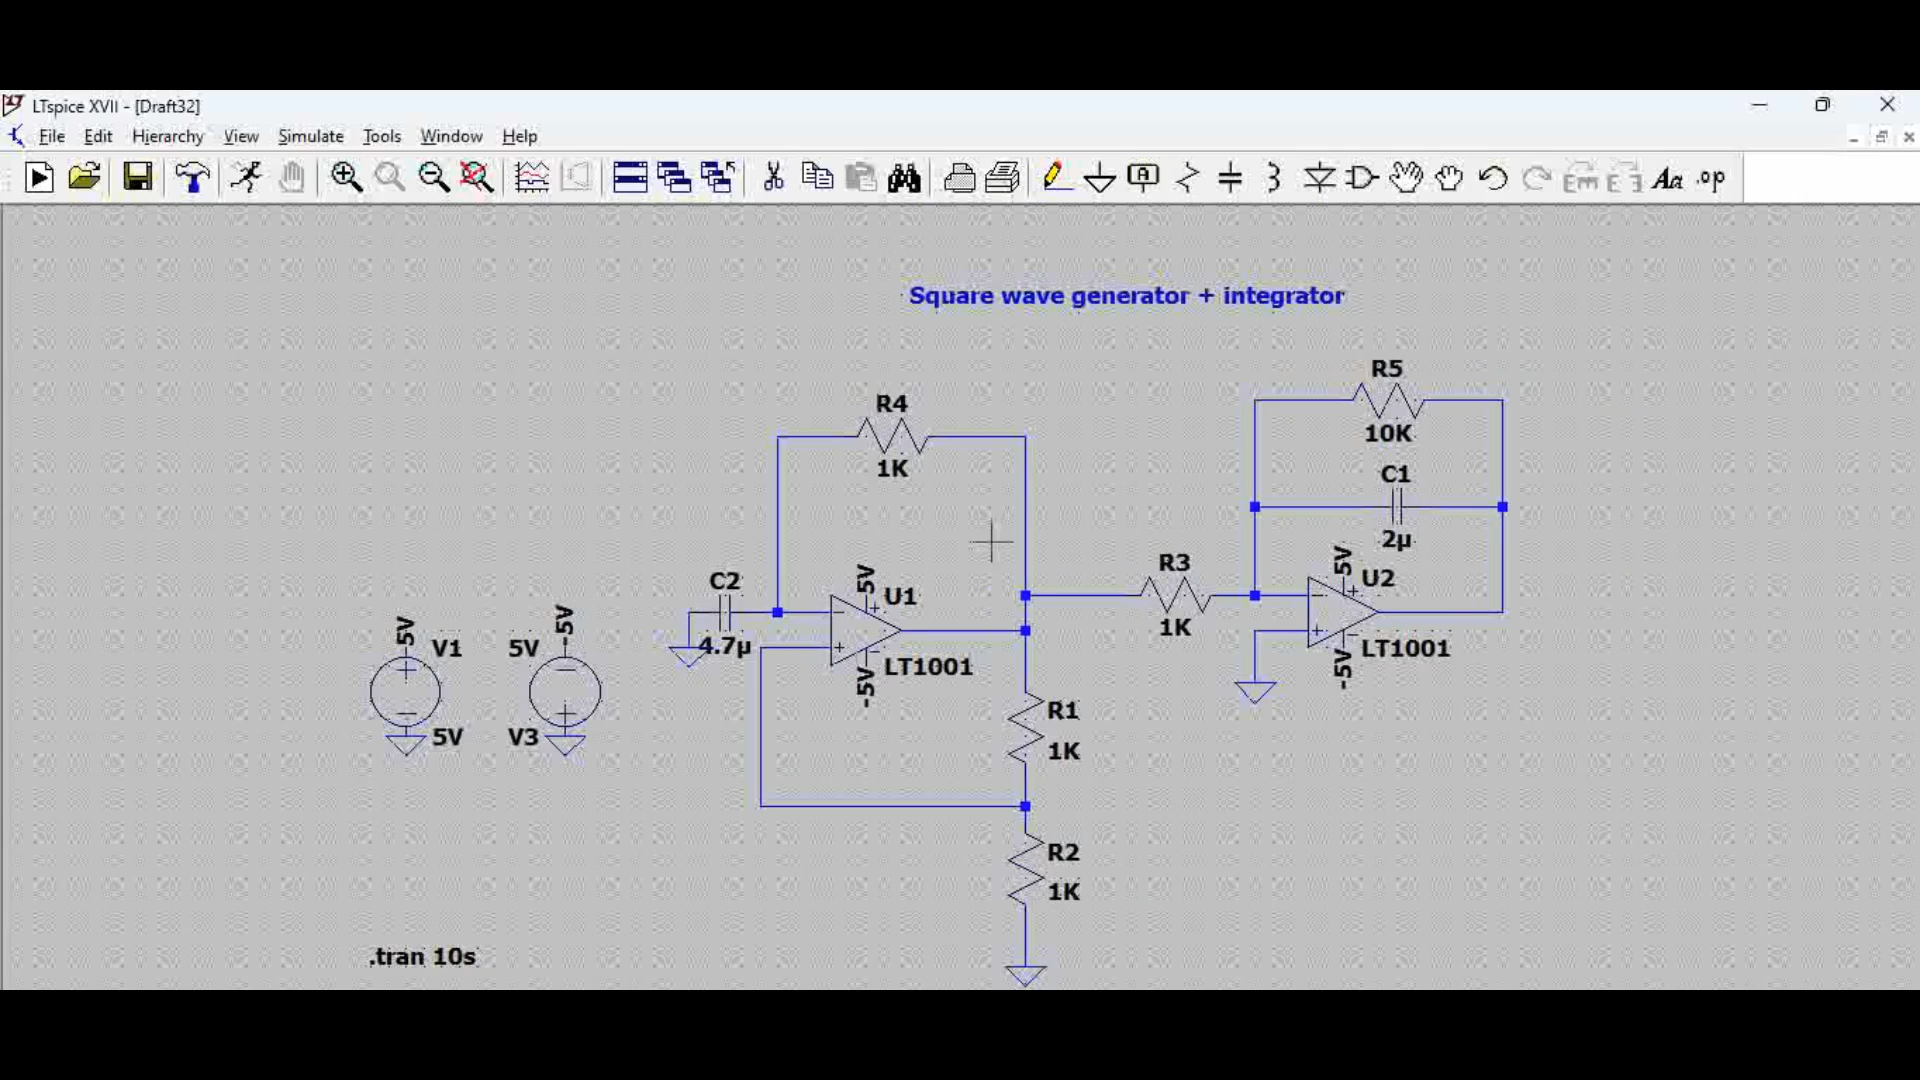 LTspice XVII - [Draft32]
File Edit Hierarchy View Simulate Tools Window Help
A
Aa .op
Square wave generator + integrator
R5
10K
R4
1K
C1
2µ
5V
U2
LT1001
-5V
R3
1K
C2
4.7µ
5V
U1
LT1001
-5V
5V
V1
5V
-5V
5V
V3
R1
1K
R2
1K
.tran 10s